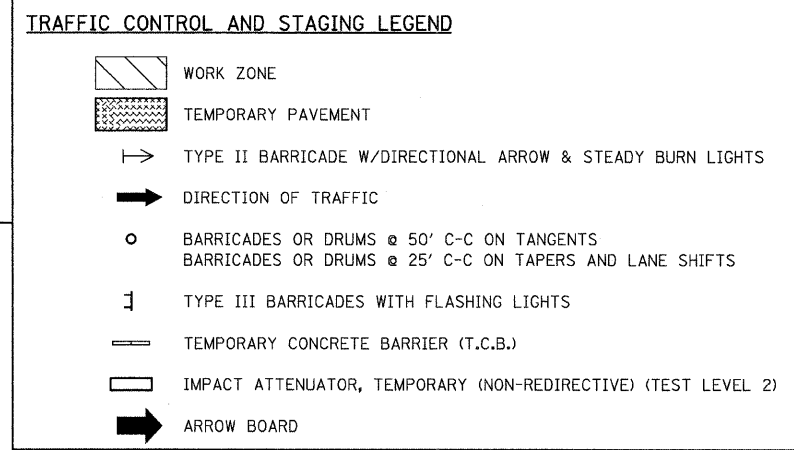 TRAFFIC CONTROL AND STAGING LEGEND
WORK ZONE
TEMPORARY PAVEMENT
TYPE II BARRICADE W/DIRECTIONAL ARROW & STEADY BURN LIGHTS
DIRECTION OF TRAFFIC
BARRICADES OR DRUMS @ 50' C-C ON TANGENTS
BARRICADES OR DRUMS @ 25' C-C ON TAPERS AND LANE SHIFTS
TYPE III BARRICADES WITH FLASHING LIGHTS
TEMPORARY CONCRETE BARRIER (T.C.B.)
IMPACT ATTENUATOR, TEMPORARY (NON-REDIRECTIVE) (TEST LEVEL 2)
ARROW BOARD